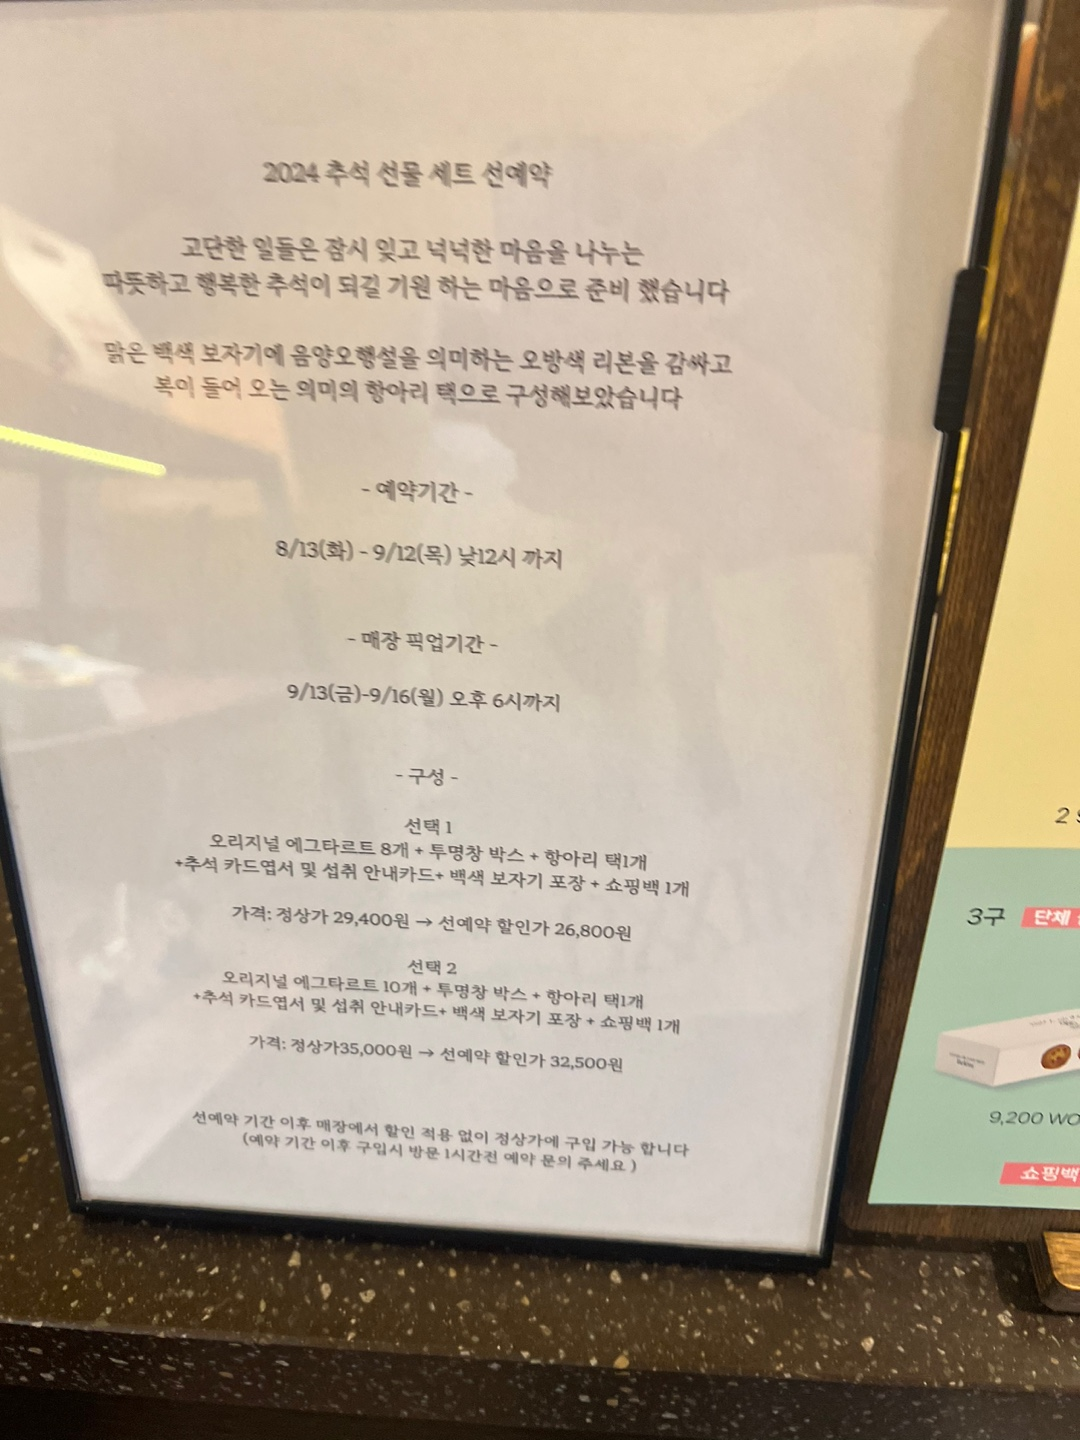 2024 추석 선물 세트 선예약
고단한 일들은 잠시 잊고 넉넉한 마음을 나누는
따뜻하고 행복한 추석이 되길 기원 하는 마음으로 준비 했습니다
맑은 백색 보자기에 음양오행설을 의미하는 오방색 리본을 감싸고
복이 들어 오는 의미의 항아리 택으로 구성해보았습니다
- 예약기간 -
8/13(화) - 9/12(목) 낮12시 까지
- 매장 픽업기간 -
9/13(금)-9/16(월) 오후 6시까지
- 구성 -
선택 1
오리지널 에그타르트 8개 + 투명창 박스 + 항아리 택1개
+추석 카드엽서 및 섭취 안내카드+ 백색 보자기 포장 + 쇼핑백 1개
가격: 정상가 29,400원 → 선예약 할인가 26,800원
선택 2
오리지널 에그타르트 10개 + 투명창 박스 + 항아리 택1개
+추석 카드엽서 및 섭취 안내카드+ 백색 보자기 포장 + 쇼핑백 1개
가격: 정상가35,000원 → 선예약 할인가 32,500원
선예약 기간 이후 매장에서 할인 적용 없이 정상가에 구입 가능 합니다
(예약 기간 이후 구입시 방문 1시간전 예약 문의 주세요 )
2
3구 단체
9,200 WO
쇼핑백